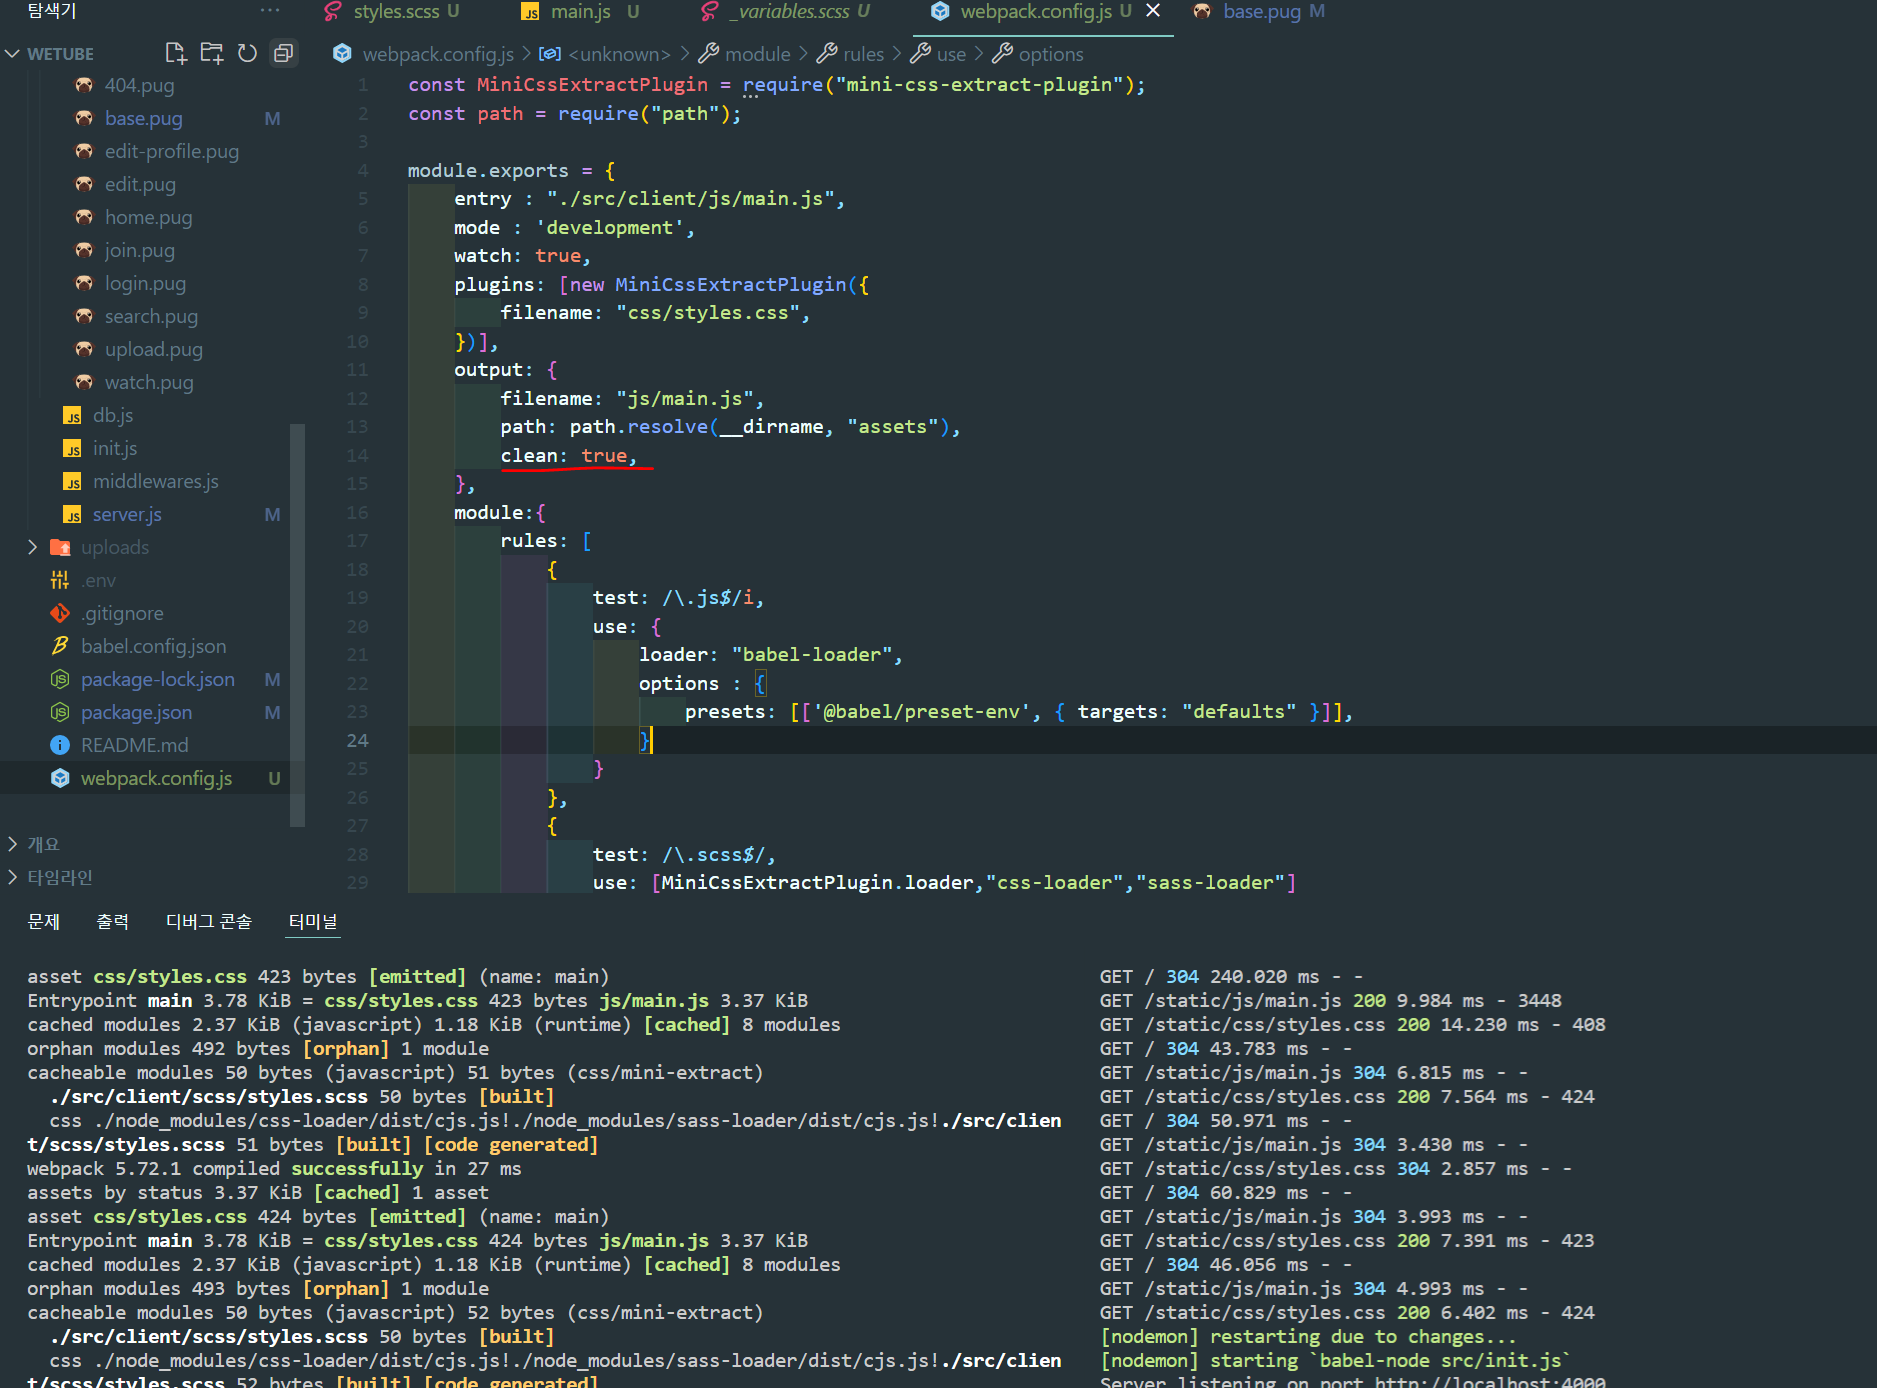 탐색기 ···
styles.scss U
main.js U
_variables.scss U
webpack.config.js U
base.pug M
WETUBE
webpack.config.js > <unknown> > module > rules > use > options
404.pug
base.pug M
edit-profile.pug
edit.pug
home.pug
join.pug
login.pug
search.pug
upload.pug
watch.pug
db.js
init.js
middlewares.js
server.js M
uploads
.env
.gitignore
babel.config.json
package-lock.json M
package.json M
README.md
webpack.config.js U
개요
타임라인
1 const MiniCssExtractPlugin = require("mini-css-extract-plugin");
2 const path = require("path");
3
4 module.exports = {
5 entry : "./src/client/js/main.js",
6 mode : 'development',
7 watch: true,
8 plugins: [new MiniCssExtractPlugin({
9 filename: "css/styles.css",
10 })],
11 output: {
12 filename: "js/main.js",
13 path: path.resolve(__dirname, "assets"),
14 clean: true,
15 },
16 module:{
17 rules: [
18 {
19 test: /\.js$/i,
20 use: {
21 loader: "babel-loader",
22 options : {
23 presets: [['@babel/preset-env', { targets: "defaults" }]],
24 }
25 }
26 },
27 {
28 test: /\.scss$/,
29 use: [MiniCssExtractPlugin.loader,"css-loader","sass-loader"]
문제 출력 디버그 콘솔 터미널
asset css/styles.css 423 bytes [emitted] (name: main)
Entrypoint main 3.78 KiB = css/styles.css 423 bytes js/main.js 3.37 KiB
cached modules 2.37 KiB (javascript) 1.18 KiB (runtime) [cached] 8 modules
orphan modules 492 bytes [orphan] 1 module
cacheable modules 50 bytes (javascript) 51 bytes (css/mini-extract)
./src/client/scss/styles.scss 50 bytes [built]
css ./node_modules/css-loader/dist/cjs.js!./node_modules/sass-loader/dist/cjs.js!./src/clien
t/scss/styles.scss 51 bytes [built] [code generated]
webpack 5.72.1 compiled successfully in 27 ms
assets by status 3.37 KiB [cached] 1 asset
asset css/styles.css 424 bytes [emitted] (name: main)
Entrypoint main 3.78 KiB = css/styles.css 424 bytes js/main.js 3.37 KiB
cached modules 2.37 KiB (javascript) 1.18 KiB (runtime) [cached] 8 modules
orphan modules 493 bytes [orphan] 1 module
cacheable modules 50 bytes (javascript) 52 bytes (css/mini-extract)
./src/client/scss/styles.scss 50 bytes [built]
css ./node_modules/css-loader/dist/cjs.js!./node_modules/sass-loader/dist/cjs.js!./src/clien
t/scss/styles.scss 52 bytes [built] [code generated]
GET / 304 240.020 ms - -
GET /static/js/main.js 200 9.984 ms - 3448
GET /static/css/styles.css 200 14.230 ms - 408
GET / 304 43.783 ms - -
GET /static/js/main.js 304 6.815 ms - -
GET /static/css/styles.css 200 7.564 ms - 424
GET / 304 50.971 ms - -
GET /static/js/main.js 304 3.430 ms - -
GET /static/css/styles.css 304 2.857 ms - -
GET / 304 60.829 ms - -
GET /static/js/main.js 304 3.993 ms - -
GET /static/css/styles.css 200 7.391 ms - 423
GET / 304 46.056 ms - -
GET /static/js/main.js 304 4.993 ms - -
GET /static/css/styles.css 200 6.402 ms - 424
[nodemon] restarting due to changes...
[nodemon] starting `babel-node src/init.js`
Server listening on port http://localhost:4000